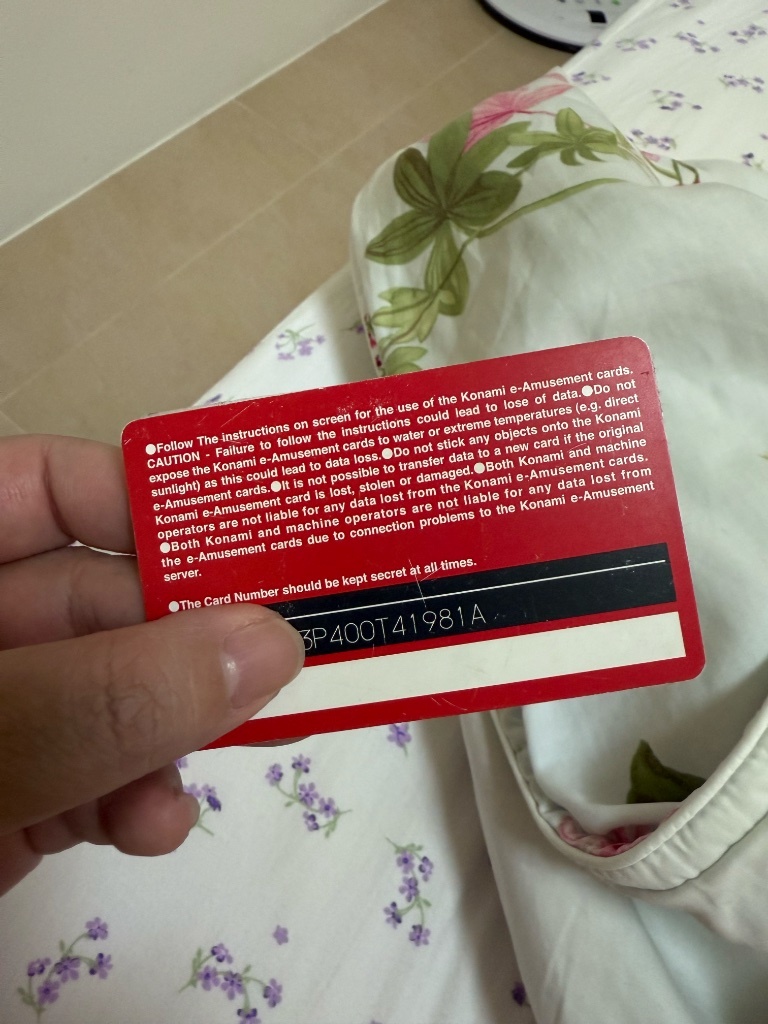 ●Follow The instructions on screen for the use of the Konami e-Amusement cards.
CAUTION - Failure to follow the instructions could lead to lose of data.●Do not
expose the Konami e-Amusement cards to water or extreme temperatures (e.g. direct
sunlight) as this could lead to data loss.●Do not stick any objects onto the Konami
e-Amusement cards.●It is not possible to transfer data to a new card if the original
Konami e-Amusement card is lost, stolen or damaged.●Both Konami and machine
operators are not liable for any data lost from the Konami e-Amusement cards.
●Both Konami and machine operators are not liable for any data lost from
the e-Amusement cards due to connection problems to the Konami e-Amusement
server.
●The Card Number should be kept secret at all times.
3P400T41981A